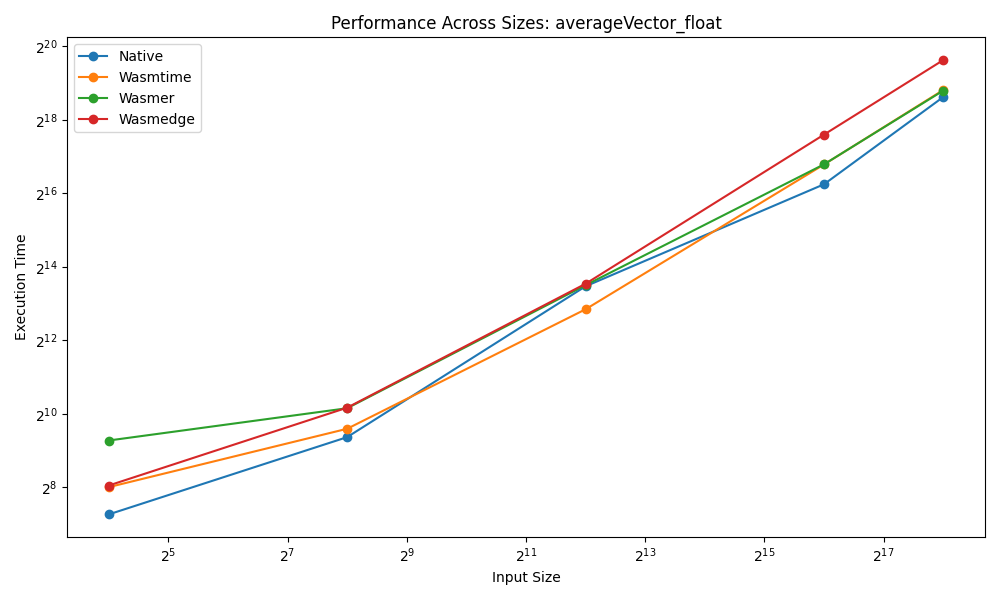 Performance Across Sizes: averageVector_float
Native
Wasmtime
Wasmer
Wasmedge
Execution Time
2^20
2^18
2^16
2^14
2^12
2^10
2^8
2^5 2^7 2^9 2^11 2^13 2^15 2^17
Input Size